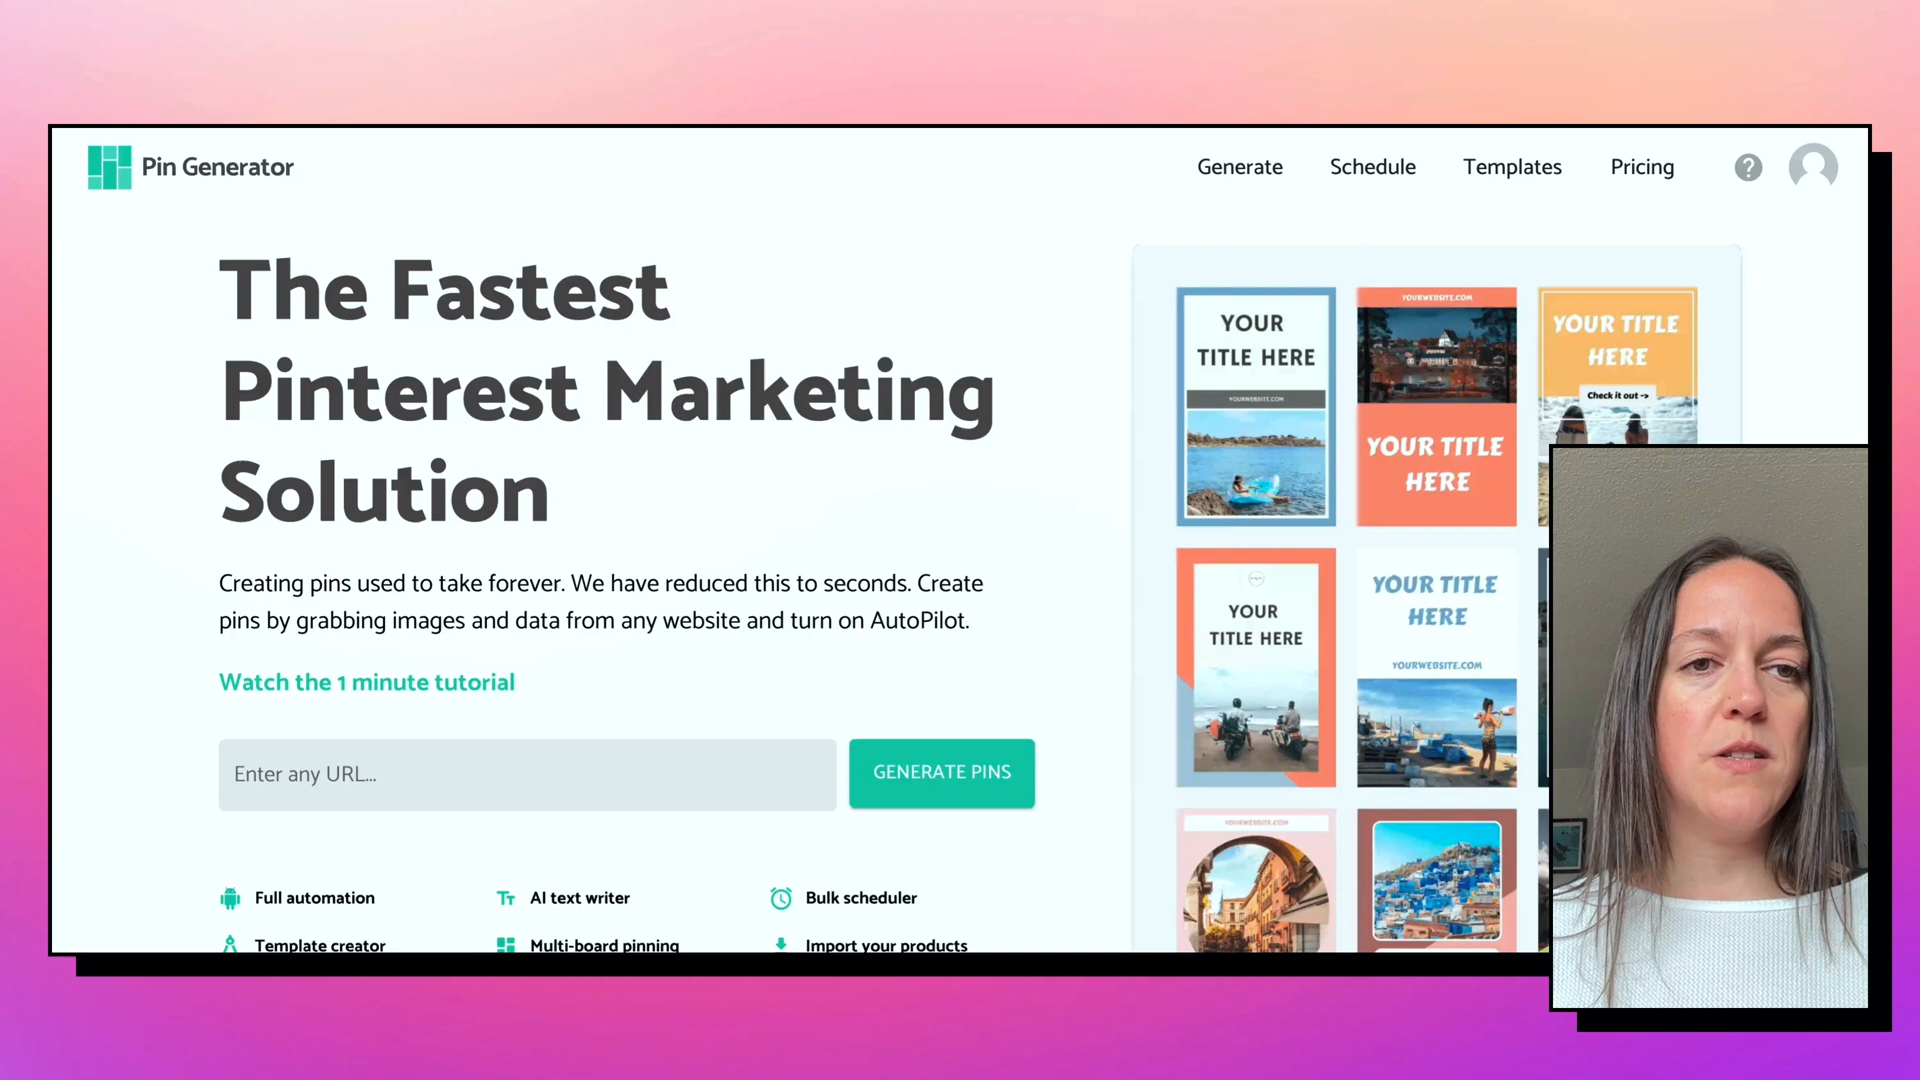 Pin Generator
Generate
Schedule
Templates
Pricing
?
The Fastest
Pinterest Marketing
Solution
Creating pins used to take forever. We have reduced this to seconds. Create
pins by grabbing images and data from any website and turn on AutoPilot.
Watch the 1 minute tutorial
Enter any URL...
GENERATE PINS
Full automation
AI text writer
Bulk scheduler
Template creator
Multi-board pinning
Import your products
YOUR
TITLE HERE
YOURWEBSITE.COM
YOURWEBSITE.COM
YOUR TITLE
HERE
YOUR TITLE
HERE
Check it out ->
YOUR
TITLE HERE
YOUR TITLE
HERE
YOURWEBSITE.COM
YOURWEBSITE.COM